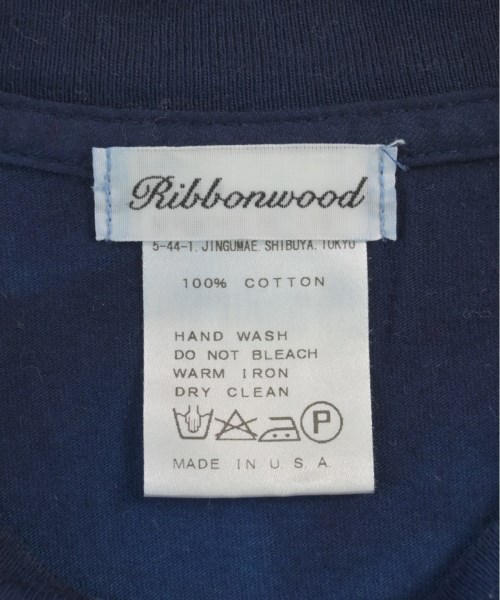 Ribbonwood
5-44-1. JINGUMAE. SHIBUYA. TOKYO
100% COTTON
HAND WASH
DO NOT BLEACH
WARM IRON
DRY CLEAN
P
MADE IN U.S.A.